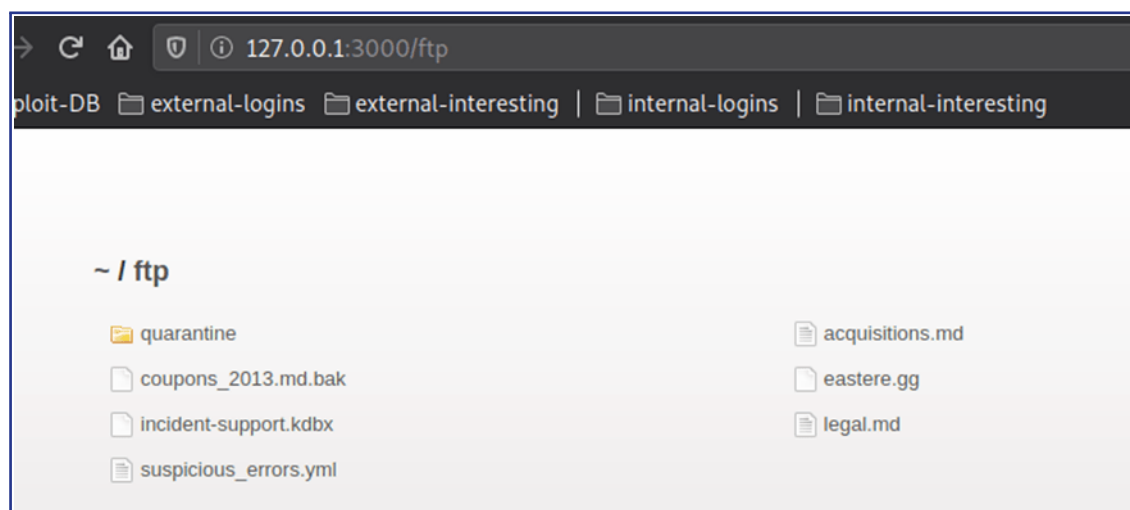 127.0.0.1:3000/ftp
ploit-DB external-logins external-interesting | internal-logins | internal-interesting
~ / ftp
quarantine acquisitions.md
coupons_2013.md.bak eastere.gg
incident-support.kdbx legal.md
suspicious_errors.yml